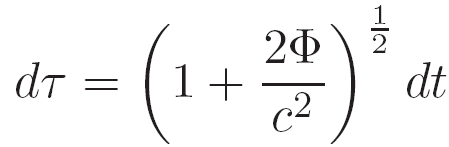 dτ = (1 + 2Φ/c²)^{1/2} dt